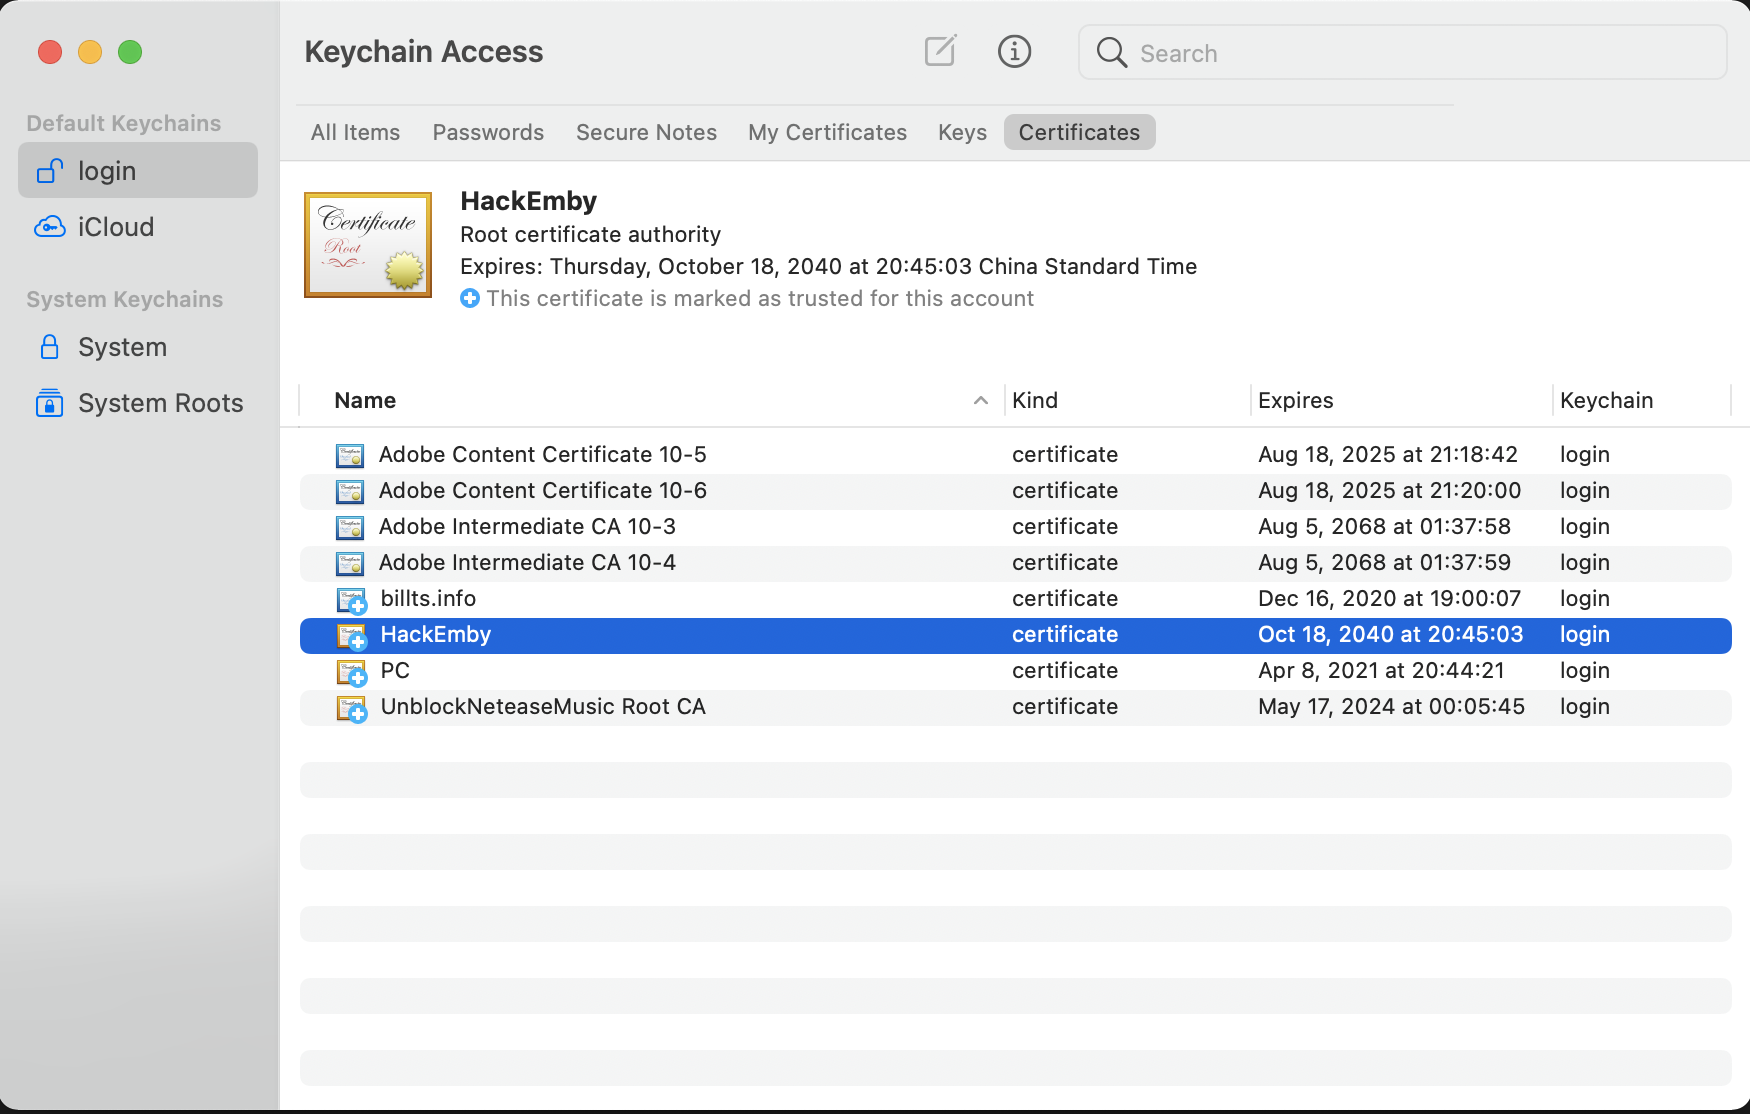 Keychain Access
Search
Default Keychains
login
iCloud
System Keychains
System
System Roots
All Items
Passwords
Secure Notes
My Certificates
Keys
Certificates
Certificate
Root
HackEmby
Root certificate authority
Expires: Thursday, October 18, 2040 at 20:45:03 China Standard Time
This certificate is marked as trusted for this account
Name Kind Expires Keychain
Adobe Content Certificate 10-5 certificate Aug 18, 2025 at 21:18:42 login
Adobe Content Certificate 10-6 certificate Aug 18, 2025 at 21:20:00 login
Adobe Intermediate CA 10-3 certificate Aug 5, 2068 at 01:37:58 login
Adobe Intermediate CA 10-4 certificate Aug 5, 2068 at 01:37:59 login
billts.info certificate Dec 16, 2020 at 19:00:07 login
HackEmby certificate Oct 18, 2040 at 20:45:03 login
PC certificate Apr 8, 2021 at 20:44:21 login
UnblockNeteaseMusic Root CA certificate May 17, 2024 at 00:05:45 login